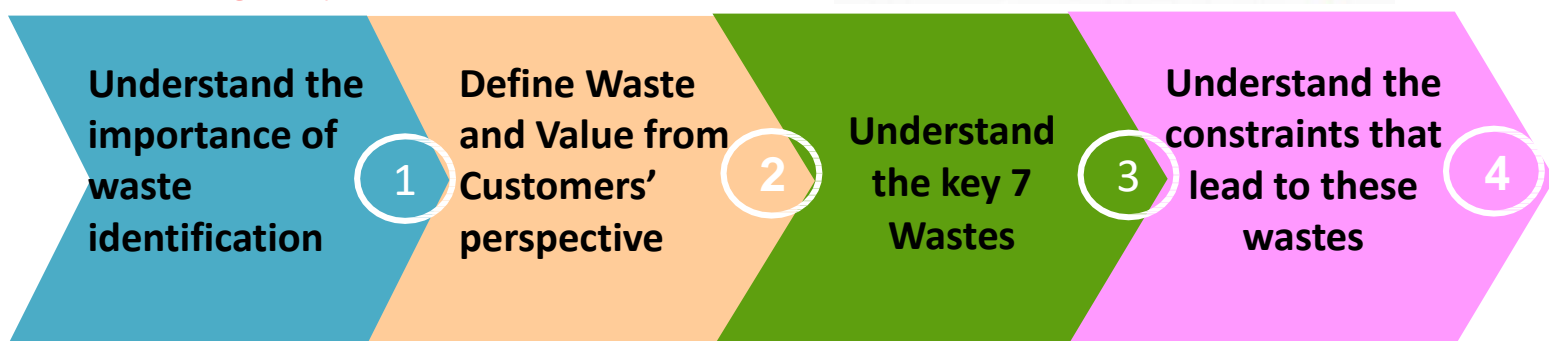 Understand the
importance of
waste
identification
1
Define Waste
and Value from
Customers’
perspective
2
Understand
the key 7
Wastes
3
Understand the
constraints that
lead to these
wastes
4